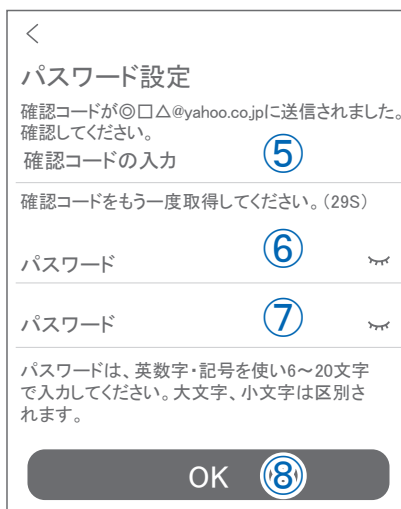 <
パスワード設定
確認コードが◎□△@yahoo.co.jpに送信されました。
確認してください。
確認コードの入力 ⑤
確認コードをもう一度取得してください。(29S)
パスワード ⑥
パスワード ⑦
パスワードは、英数字・記号を使い6～20文字
で入力してください。大文字、小文字は区別さ
れます。
OK ⑧